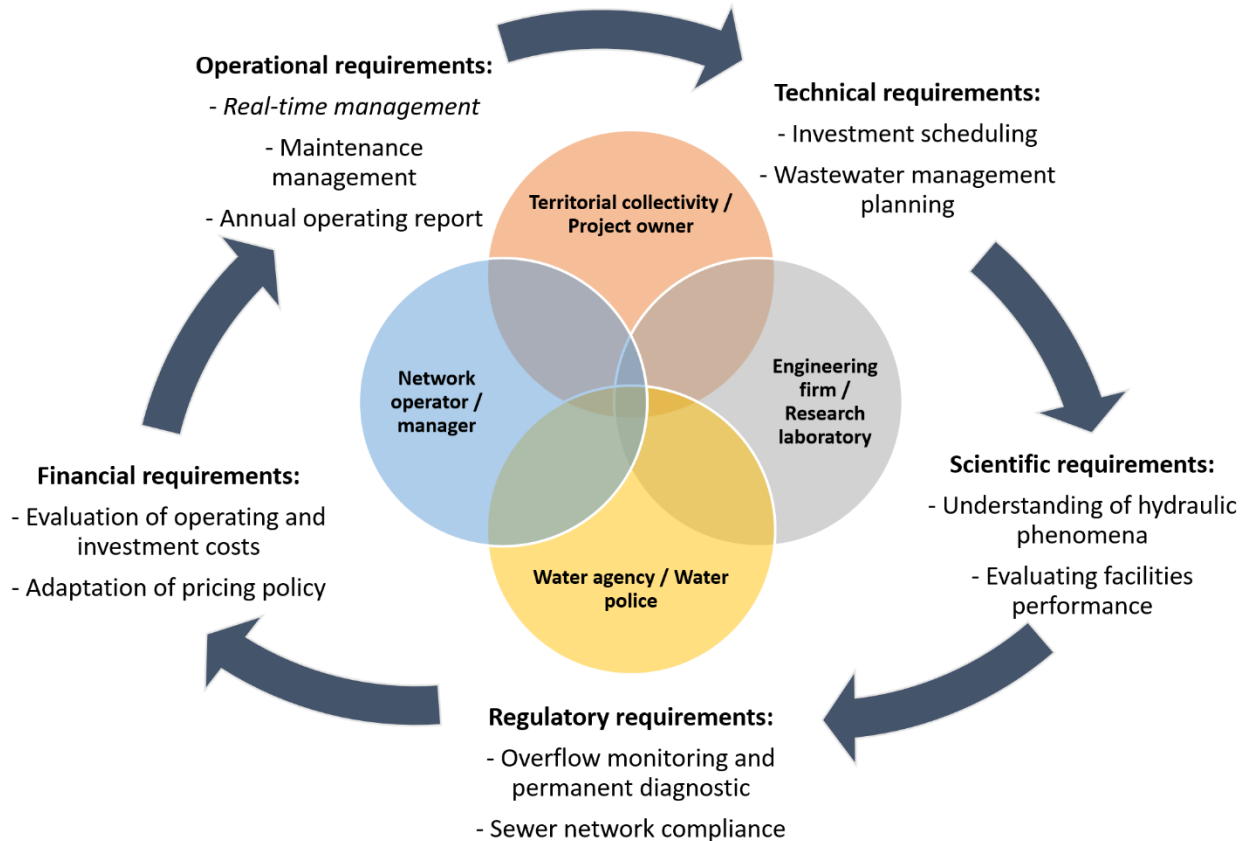 Operational requirements:
- Real-time management
- Maintenance
management
- Annual operating report
Technical requirements:
- Investment scheduling
- Wastewater management
planning
Territorial collectivity /
Project owner
Network
operator /
manager
Engineering
firm /
Research
laboratory
Water agency / Water
police
Financial requirements:
- Evaluation of operating and
investment costs
- Adaptation of pricing policy
Scientific requirements:
- Understanding of hydraulic
phenomena
- Evaluating facilities
performance
Regulatory requirements:
- Overflow monitoring and
permanent diagnostic
- Sewer network compliance